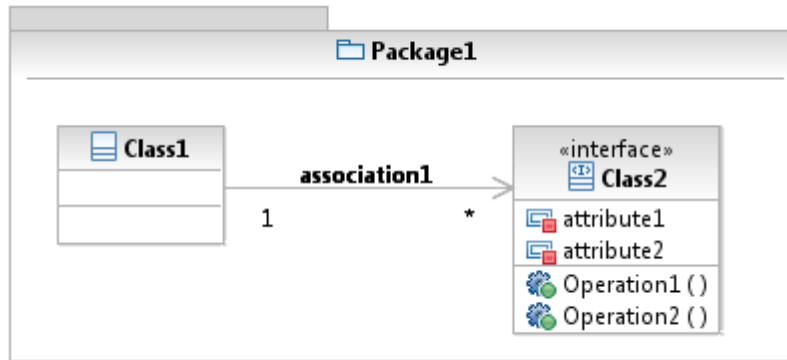 Package1
Class1
association1
1
*
«interface»
Class2
attribute1
attribute2
Operation1 ( )
Operation2 ( )